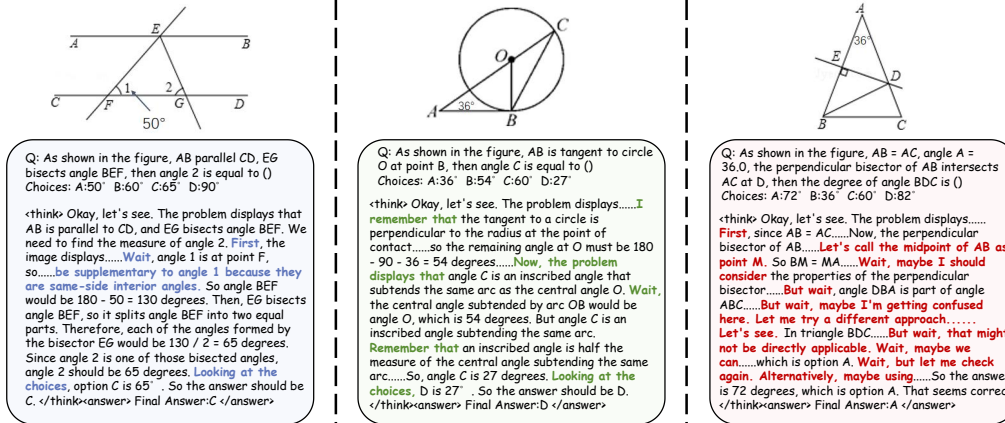 E
A
B
1
2
C
F
G
D
50°
Q: As shown in the figure, AB parallel CD, EG
bisects angle BEF, then angle 2 is equal to ()
Choices: A:50° B:60° C:65° D:90°
<think> Okay, let's see. The problem displays that
AB is parallel to CD, and EG bisects angle BEF. We
need to find the measure of angle 2. First, the
image displays......Wait, angle 1 is at point F,
so......be supplementary to angle 1 because they
are same-side interior angles. So angle BEF
would be 180 - 50 = 130 degrees. Then, EG bisects
angle BEF, so it splits angle BEF into two equal
parts. Therefore, each of the angles formed by
the bisector EG would be 130 / 2 = 65 degrees.
Since angle 2 is one of those bisected angles,
angle 2 should be 65 degrees. Looking at the
choices, option C is 65° . So the answer should be
C. </think><answer> Final Answer:C </answer>
C
O
A
36°
B
Q: As shown in the figure, AB is tangent to circle
O at point B, then angle C is equal to ()
Choices: A:36° B:54° C:60° D:27°
<think> Okay, let's see. The problem displays......I
remember that the tangent to a circle is
perpendicular to the radius at the point of
contact......so the remaining angle at O must be 180
- 90 - 36 = 54 degrees......Now, the problem
displays that angle C is an inscribed angle that
subtends the same arc as the central angle O. Wait,
the central angle subtended by arc OB would be
angle O, which is 54 degrees. But angle C is an
inscribed angle subtending the same arc.
Remember that an inscribed angle is half the
measure of the central angle subtending the same
arc......So, angle C is 27 degrees. Looking at the
choices, D is 27° . So the answer should be D.
</think><answer> Final Answer:D </answer>
A
36°
E
D
B
C
Q: As shown in the figure, AB = AC, angle A =
36.0, the perpendicular bisector of AB intersects
AC at D, then the degree of angle BDC is ()
Choices: A:72° B:36° C:60° D:82°
<think> Okay, let's see. The problem displays......
First, since AB = AC......Now, the perpendicular
bisector of AB......Let's call the midpoint of AB as
point M. So BM = MA......Wait, maybe I should
consider the properties of the perpendicular
bisector......But wait, angle DBA is part of angle
ABC......But wait, maybe I'm getting confused
here. Let me try a different approach......
Let's see. In triangle BDC......But wait, that might
not be directly applicable. Wait, maybe we
can......which is option A. Wait, but let me check
again. Alternatively, maybe using......So the answer
is 72 degrees, which is option A. That seems correct
</think><answer> Final Answer:A </answer>